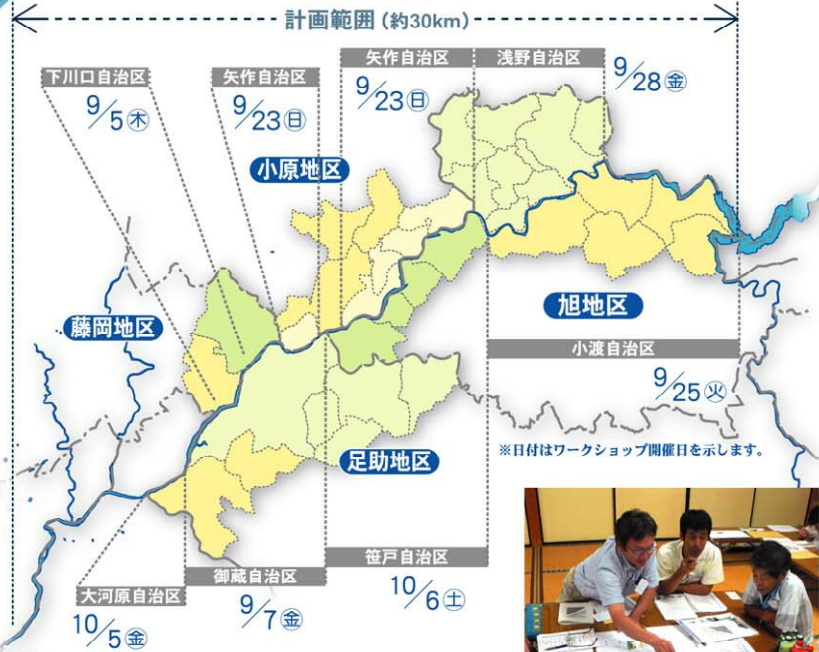 計画範囲（約30km）
下川口自治区
9/5㊍
矢作自治区
9/23㊐
矢作自治区
9/23㊐
浅野自治区
9/28㊎
小原地区
藤岡地区
旭地区
小渡自治区
9/25㊋
足助地区
※日付はワークショップ開催日を示します。
笹戸自治区
10/6㊏
御蔵自治区
9/7㊎
大河原自治区
10/5㊎